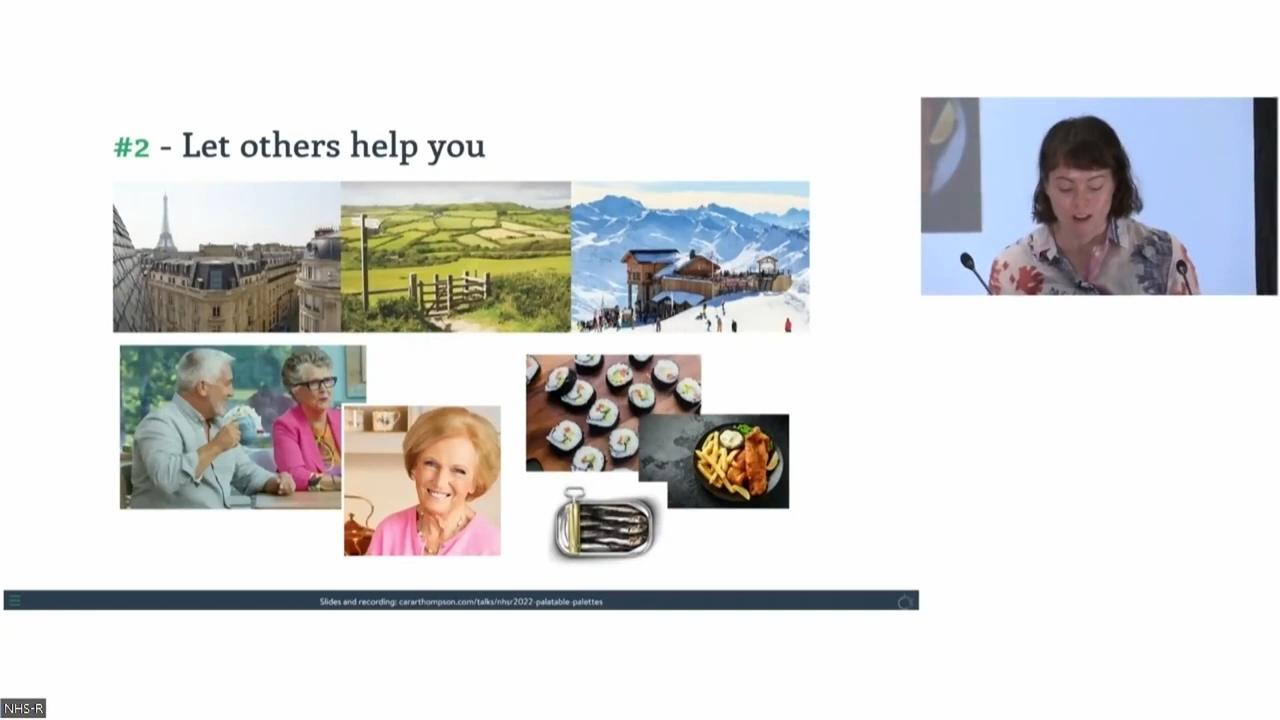 #2 - Let others help you
Slides and recording: cararthompson.com/talks/nhsr2022-palatable-palettes
NHS-R